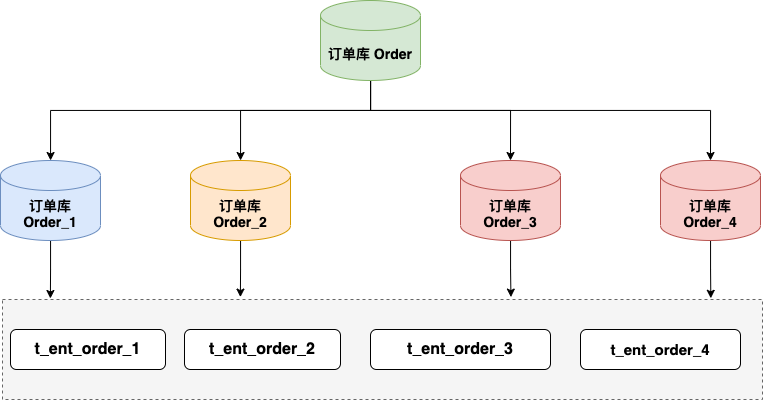 订单库 Order
订单库
Order_1
订单库
Order_2
订单库
Order_3
订单库
Order_4
t_ent_order_1
t_ent_order_2
t_ent_order_3
t_ent_order_4